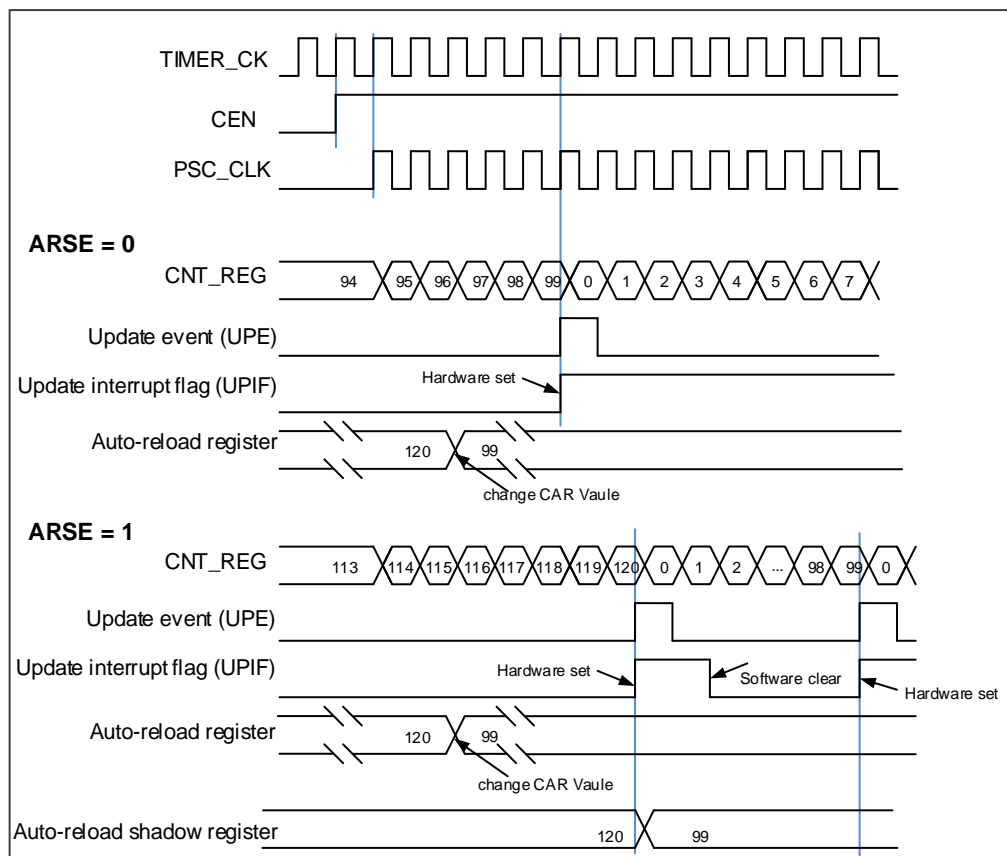 TIMER_CK
CEN
PSC_CLK
ARSE = 0
CNT_REG 94 95 96 97 98 99 0 1 2 3 4 5 6 7
Update event (UPE)
Update interrupt flag (UPIF) Hardware set
Auto-reload register 120 99
change CAR Vaule
ARSE = 1
CNT_REG 113 114 115 116 117 118 119 120 0 1 2 ... 98 99 0
Update event (UPE)
Update interrupt flag (UPIF) Hardware set Software clear Hardware set
Auto-reload register 120 99
change CAR Vaule
Auto-reload shadow register 120 99